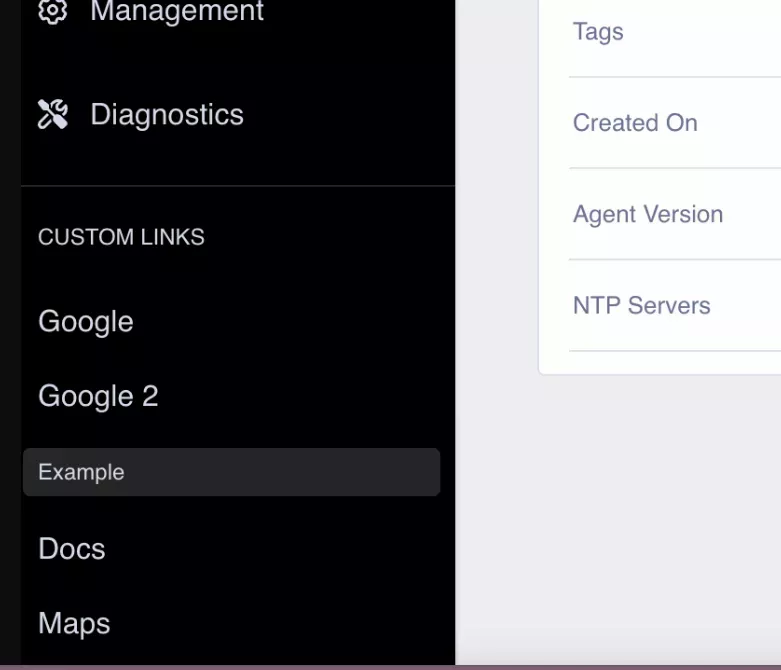 Management
Diagnostics
CUSTOM LINKS
Google
Google 2
Example
Docs
Maps
Tags
Created On
Agent Version
NTP Servers